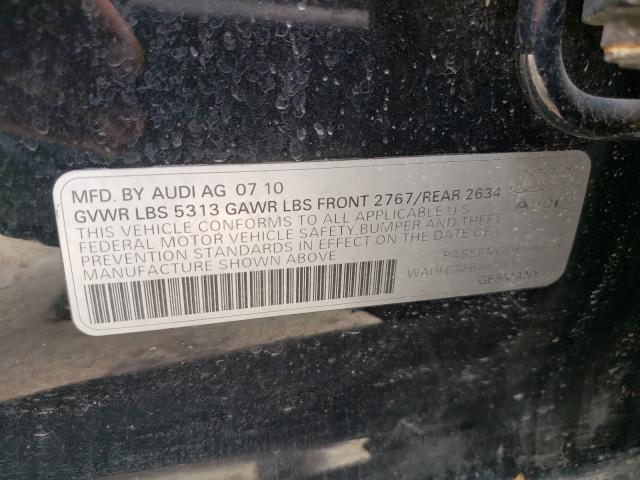 MFD. BY AUDI AG 07 10
GVWR LBS 5313 GAWR LBS FRONT 2767/REAR 2634
THIS VEHICLE CONFORMS TO ALL APPLICABLE U S
FEDERAL MOTOR VEHICLE SAFETY, BUMPER AND THEFT
PREVENTION STANDARDS IN EFFECT ON THE DATE OF
MANUFACTURE SHOWN ABOVE
PASSENGER
GERMANY